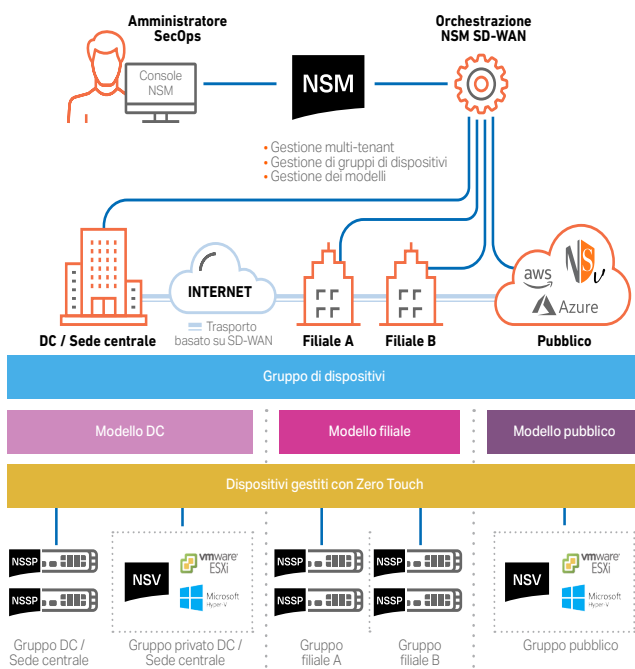 Amministratore
SecOps
Orchestrazione
NSM SD-WAN
Console
NSM
NSM
• Gestione multi-tenant
• Gestione di gruppi di dispositivi
• Gestione dei modelli
INTERNET
aws
NSv
Azure
Trasporto
basato su SD-WAN
DC / Sede centrale
Filiale A
Filiale B
Pubblico
Gruppo di dispositivi
Modello DC
Modello filiale
Modello pubblico
Dispositivi gestiti con Zero Touch
NSSP
NSSP
NSV
vmware®
ESXi
Microsoft
Hyper-V
NSSP
NSSP
NSSP
NSSP
NSV
vmware®
ESXi
Microsoft
Hyper-V
Gruppo DC /
Sede centrale
Gruppo privato DC /
Sede centrale
Gruppo
filiale A
Gruppo
filiale B
Gruppo pubblico